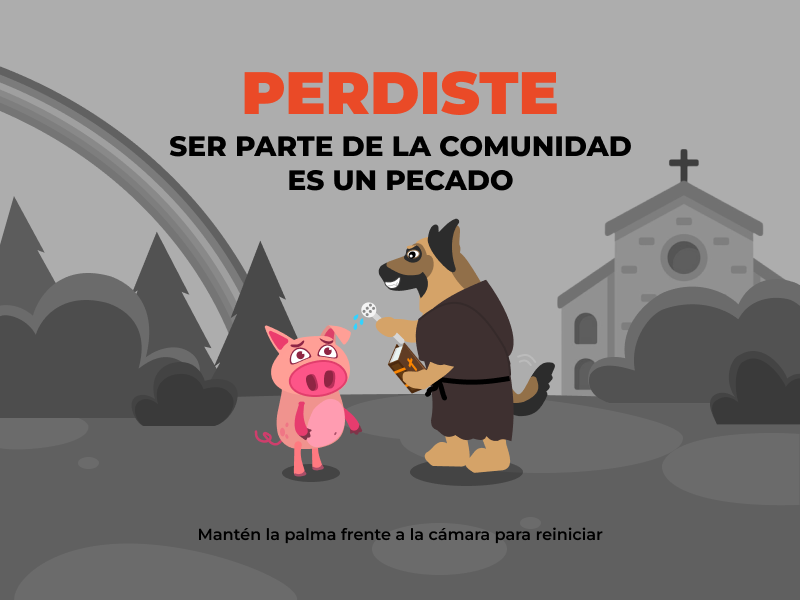 PERDISTE
SER PARTE DE LA COMUNIDAD
ES UN PECADO
Mantén la palma frente a la cámara para reiniciar